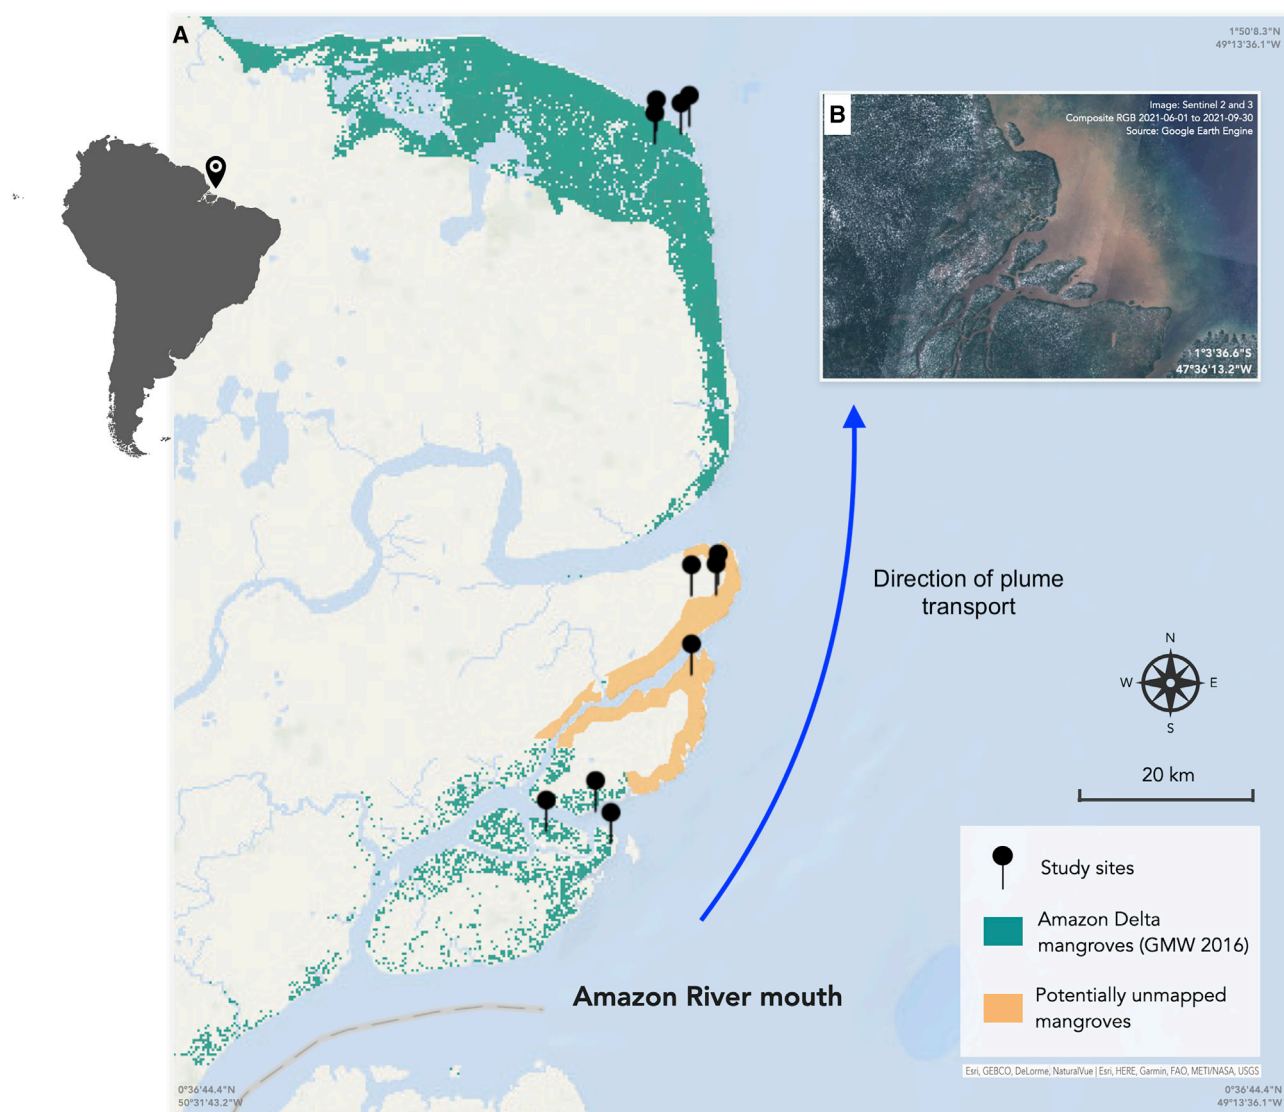 A
1°50'8.3"N
49°13'36.1"W
B
Image: Sentinel 2 and 3
Composite RGB 2021-06-01 to 2021-09-30
Source: Google Earth Engine
1°3'36.6"S
47°36'13.2"W
Direction of plume
transport
N
W
E
S
20 km
Study sites
Amazon Delta
mangroves (GMW 2016)
Potentially unmapped
mangroves
Amazon River mouth
Esri, GEBCO, DeLorme, NaturalVue | Esri, HERE, Garmin, FAO, METI/NASA, USGS
0°36'44.4"N
50°31'43.2"W
0°36'44.4"N
49°13'36.1"W